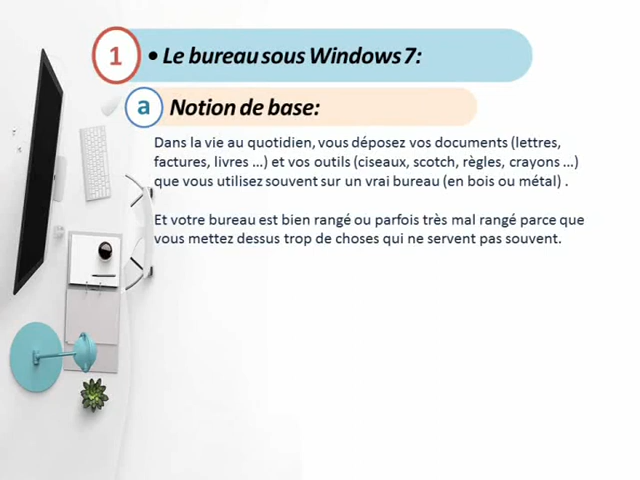 1 • Le bureau sous Windows 7:
a Notion de base:
Dans la vie au quotidien, vous déposez vos documents (lettres,
factures, livres ...) et vos outils (ciseaux, scotch, règles, crayons ...)
que vous utilisez souvent sur un vrai bureau (en bois ou métal) .
Et votre bureau est bien rangé ou parfois très mal rangé parce que
vous mettez dessus trop de choses qui ne servent pas souvent.